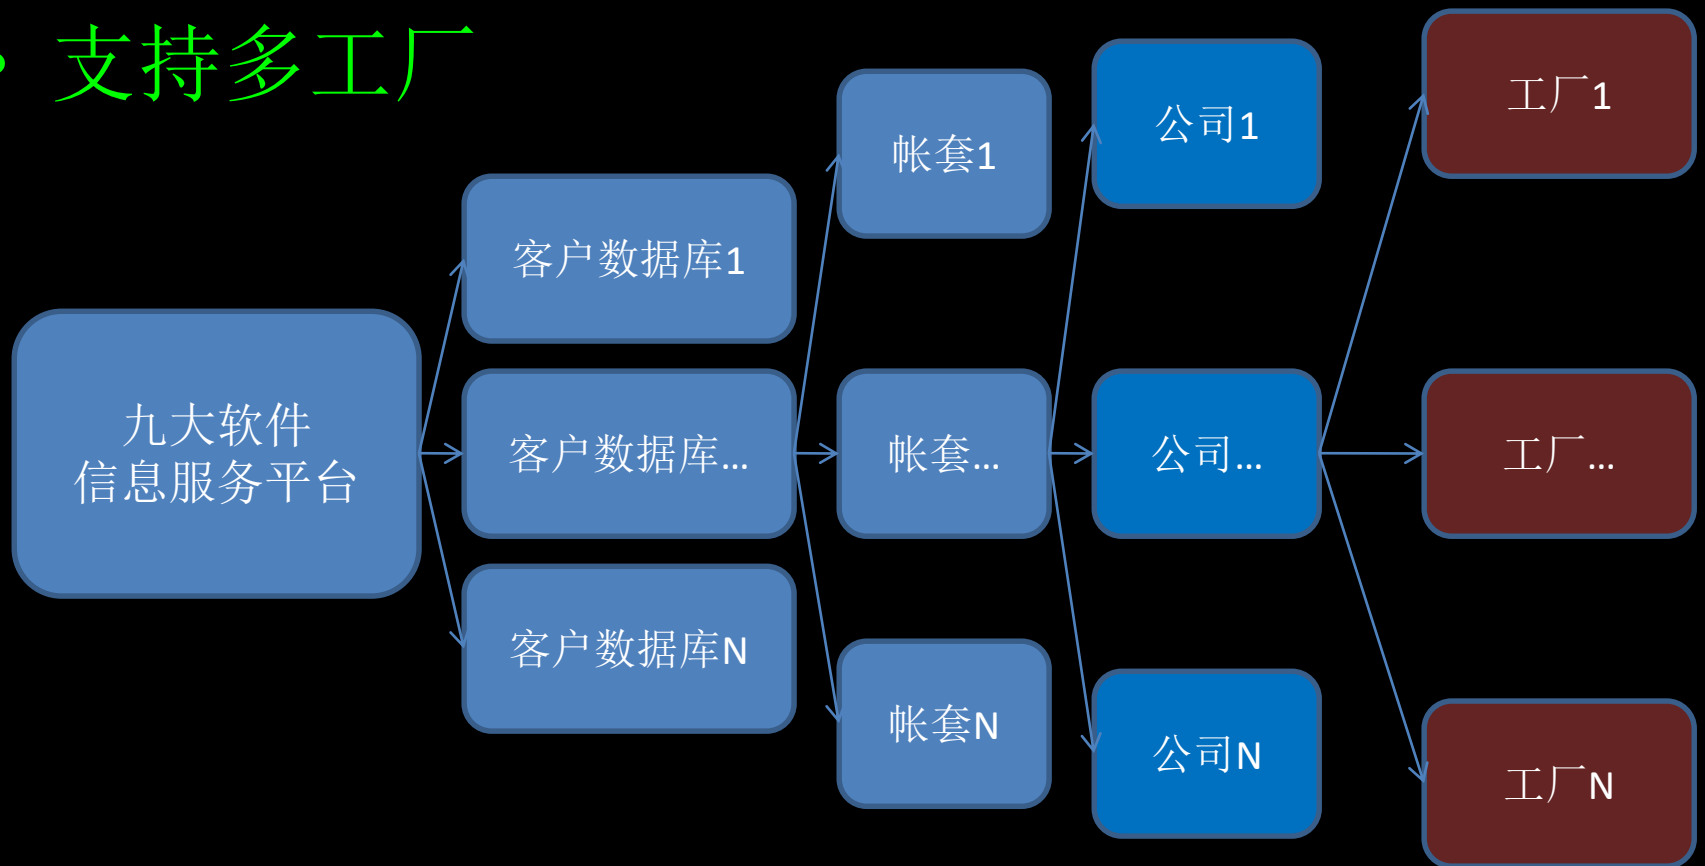 • 支持多工厂
九大软件
信息服务平台
客户数据库1
客户数据库...
客户数据库N
帐套1
帐套...
帐套N
公司1
公司...
公司N
工厂1
工厂...
工厂N